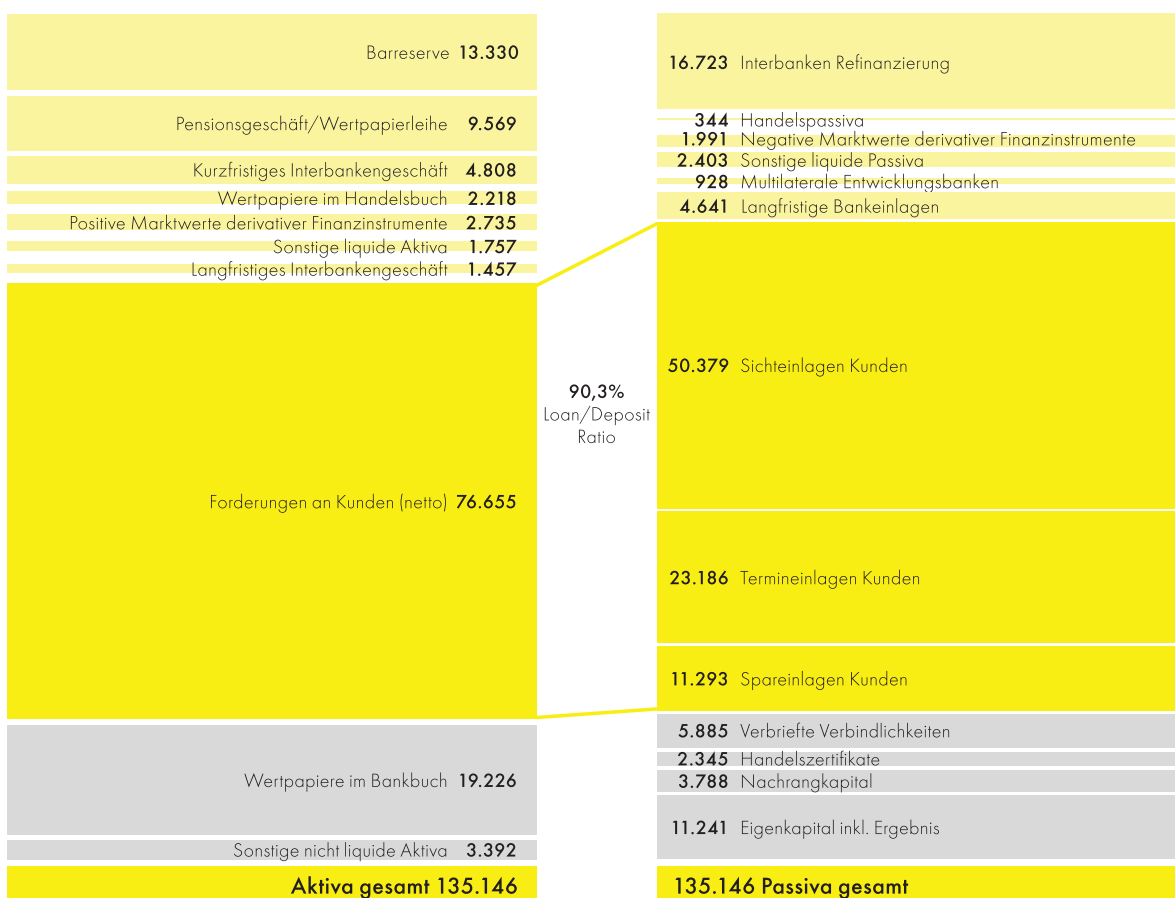 Barreserve 13.330
Pensionsgeschäft/Wertpapierleihe 9.569
Kurzfristiges Interbankengeschäft 4.808
Wertpapiere im Handelsbuch 2.218
Positive Marktwerte derivativer Finanzinstrumente 2.735
Sonstige liquide Aktiva 1.757
Langfristiges Interbankengeschäft 1.457
Forderungen an Kunden (netto) 76.655
Wertpapiere im Bankbuch 19.226
Sonstige nicht liquide Aktiva 3.392
Aktiva gesamt 135.146
90,3%
Loan/Deposit
Ratio
16.723 Interbanken Refinanzierung
344 Handelspassiva
1.991 Negative Marktwerte derivativer Finanzinstrumente
2.403 Sonstige liquide Passiva
928 Multilaterale Entwicklungsbanken
4.641 Langfristige Bankeinlagen
50.379 Sichteinlagen Kunden
23.186 Termineinlagen Kunden
11.293 Spareinlagen Kunden
5.885 Verbriefte Verbindlichkeiten
2.345 Handelszertifikate
3.788 Nachrangkapital
11.241 Eigenkapital inkl. Ergebnis
135.146 Passiva gesamt